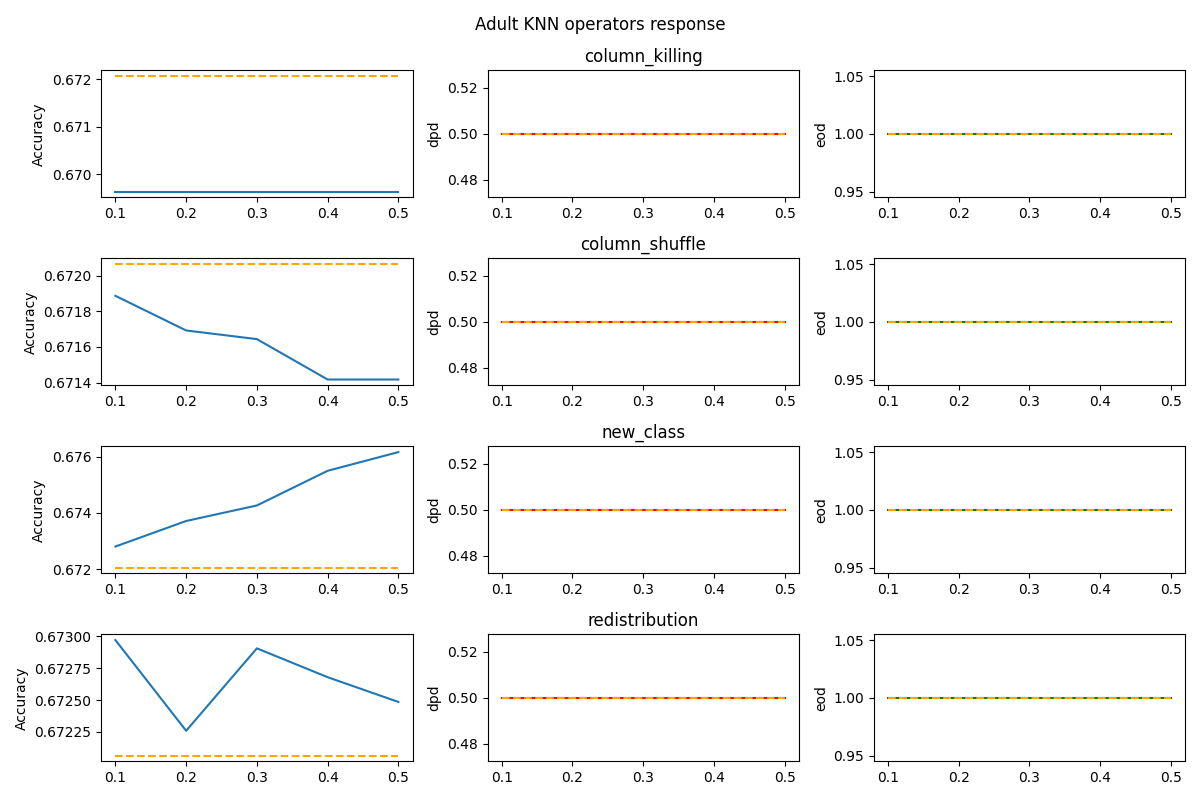 Adult KNN operators response
column_killing
Accuracy
0.672
0.671
0.670
0.1 0.2 0.3 0.4 0.5
dpd
0.52
0.50
0.48
0.1 0.2 0.3 0.4 0.5
eod
1.05
1.00
0.95
0.1 0.2 0.3 0.4 0.5
column_shuffle
Accuracy
0.6720
0.6718
0.6716
0.6714
0.1 0.2 0.3 0.4 0.5
dpd
0.52
0.50
0.48
0.1 0.2 0.3 0.4 0.5
eod
1.05
1.00
0.95
0.1 0.2 0.3 0.4 0.5
new_class
Accuracy
0.676
0.674
0.672
0.1 0.2 0.3 0.4 0.5
dpd
0.52
0.50
0.48
0.1 0.2 0.3 0.4 0.5
eod
1.05
1.00
0.95
0.1 0.2 0.3 0.4 0.5
redistribution
Accuracy
0.67300
0.67275
0.67250
0.67225
0.1 0.2 0.3 0.4 0.5
dpd
0.52
0.50
0.48
0.1 0.2 0.3 0.4 0.5
eod
1.05
1.00
0.95
0.1 0.2 0.3 0.4 0.5